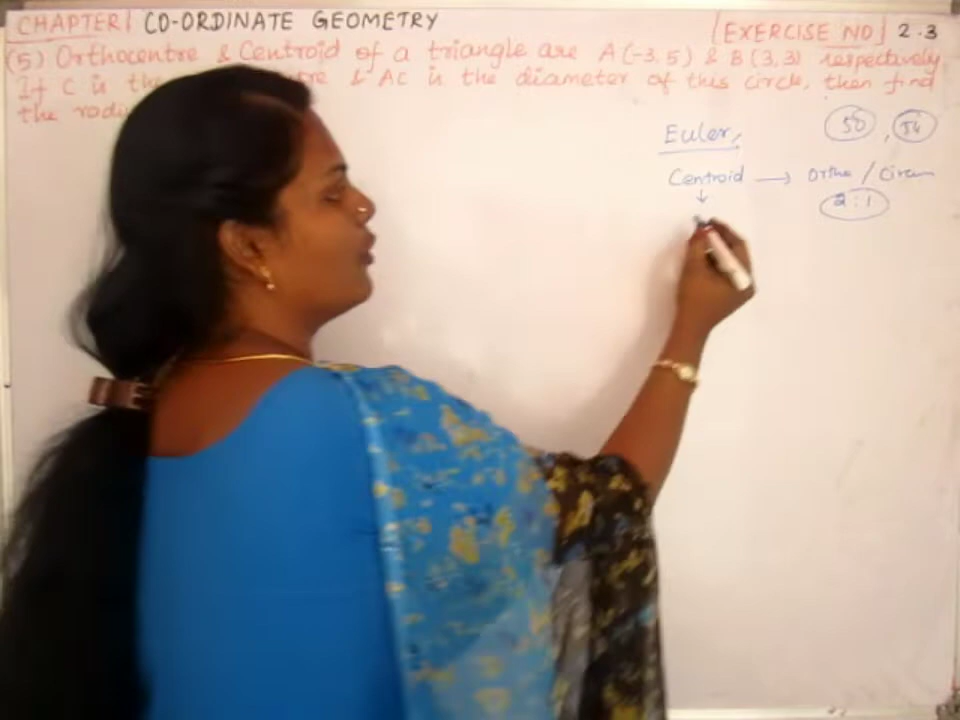 CHAPTER CO-ORDINATE GEOMETRY EXERCISE NO 2.3
(5) Orthocentre & Centroid of a triangle are A(-3,5) & B(3,3) respectively
If C is the & AC is the diameter of this circle, then find
the
Euler, 50, 54
Centroid → Ortho / Circum
↓ 2:1